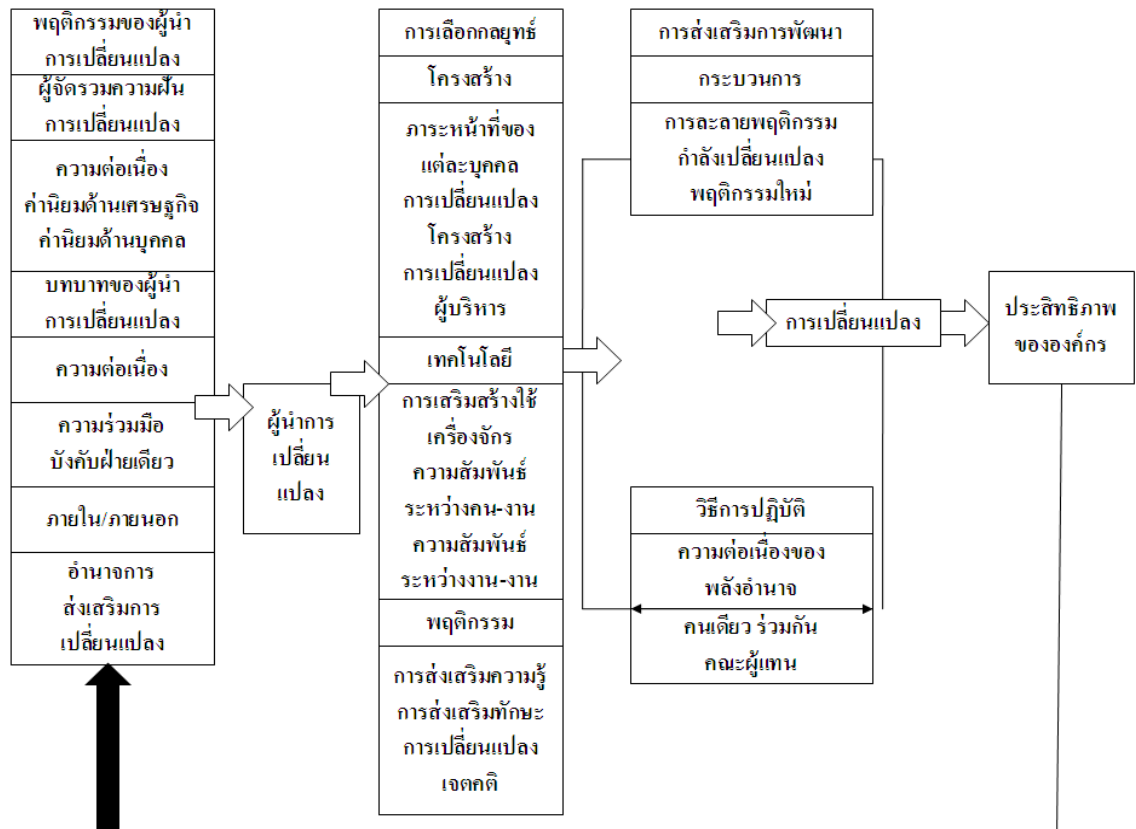 พฤติกรรมของผู้นำ
การเปลี่ยนแปลง
ผู้จัดรวมความฝัน
การเปลี่ยนแปลง
ความต่อเนื่อง
ค่านิยมด้านเศรษฐกิจ
ค่านิยมด้านบุคคล
บทบาทของผู้นำ
การเปลี่ยนแปลง
ความต่อเนื่อง
ความร่วมมือ
บังคับฝ่ายเดียว
ภายใน/ภายนอก
อำนาจการ
ส่งเสริมการ
เปลี่ยนแปลง
ผู้นำการ
เปลี่ยน
แปลง
การเลือกกลยุทธ์
โครงสร้าง
ภาระหน้าที่ของ
แต่ละบุคคล
การเปลี่ยนแปลง
โครงสร้าง
การเปลี่ยนแปลง
ผู้บริหาร
เทคโนโลยี
การเสริมสร้างใช้
เครื่องจักร
ความสัมพันธ์
ระหว่างคน-งาน
ความสัมพันธ์
ระหว่างงาน-งาน
พฤติกรรม
การส่งเสริมความรู้
การส่งเสริมทักษะ
การเปลี่ยนแปลง
เจตคติ
การส่งเสริมการพัฒนา
กระบวนการ
การละลายพฤติกรรม
กำลังเปลี่ยนแปลง
พฤติกรรมใหม่
การเปลี่ยนแปลง
วิธีการปฏิบัติ
ความต่อเนื่องของ
พลังอำนาจ
คนเดียว ร่วมกัน
คณะผู้แทน
ประสิทธิภาพ
ขององค์กร